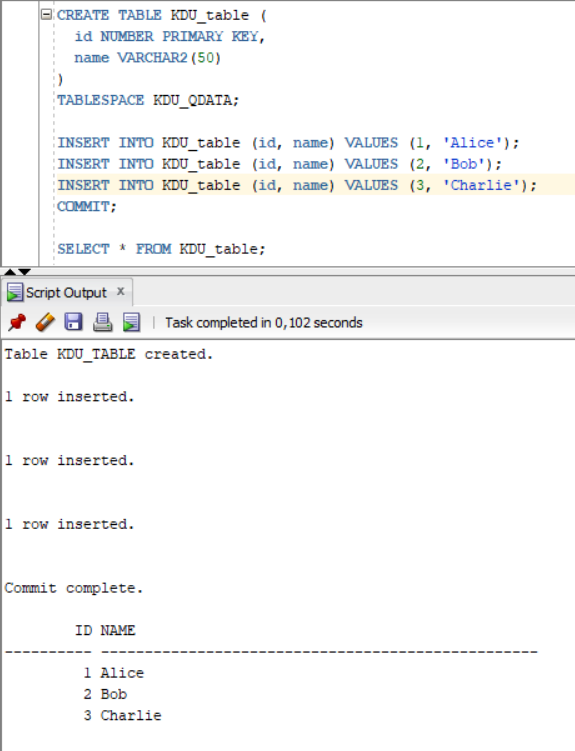 CREATE TABLE KDU_table (
id NUMBER PRIMARY KEY,
name VARCHAR2(50)
)
TABLESPACE KDU_QDATA;
INSERT INTO KDU_table (id, name) VALUES (1, 'Alice');
INSERT INTO KDU_table (id, name) VALUES (2, 'Bob');
INSERT INTO KDU_table (id, name) VALUES (3, 'Charlie');
COMMIT;
SELECT * FROM KDU_table;
Script Output x
Task completed in 0,102 seconds
Table KDU_TABLE created.
1 row inserted.
1 row inserted.
1 row inserted.
Commit complete.
ID NAME
---------- --------------------------------------------------
1 Alice
2 Bob
3 Charlie